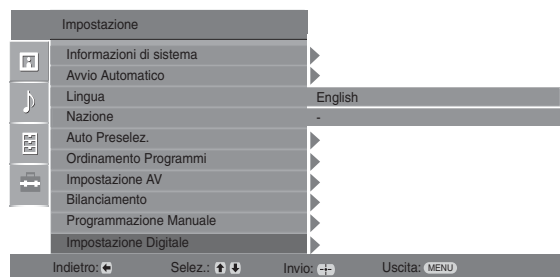 Impostazione
Informazioni di sistema
Avvio Automatico
Lingua English
Nazione -
Auto Preselez.
Ordinamento Programmi
Impostazione AV
Bilanciamento
Programmazione Manuale
Impostazione Digitale
Indietro: Selez.: Invio: Uscita: MENU